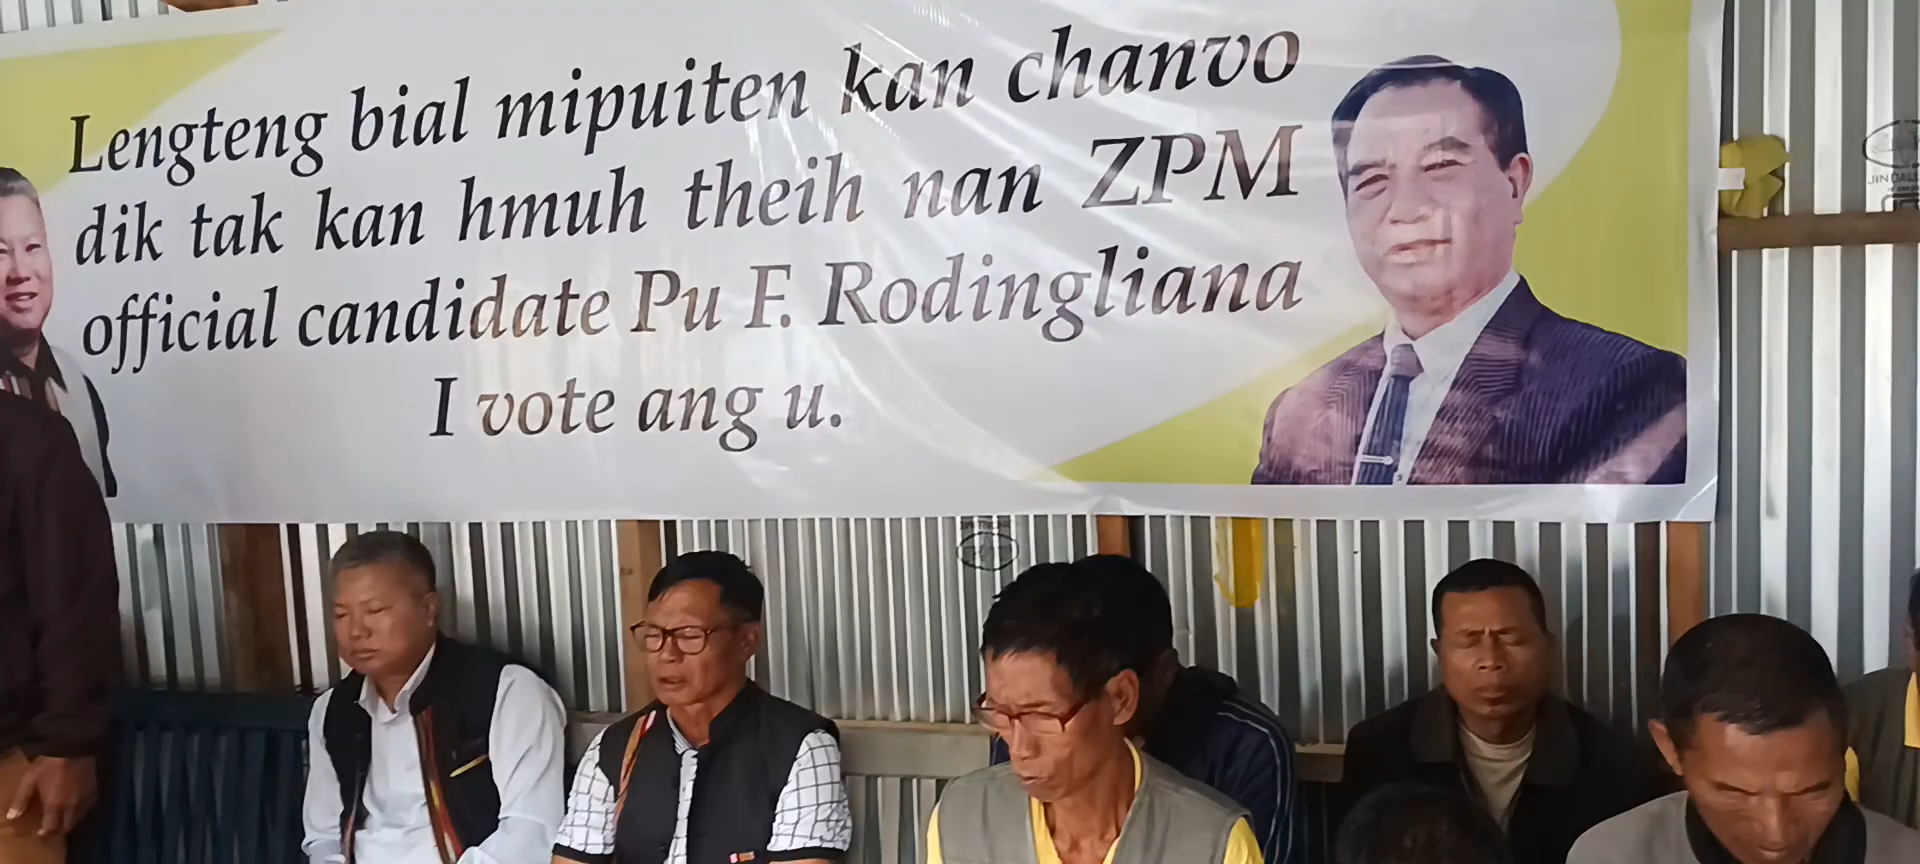 Lengteng bial mipuiten kan chanvo
dik tak kan hmuh theih nan ZPM
official candidate Pu F. Rodingliana
I vote ang u.